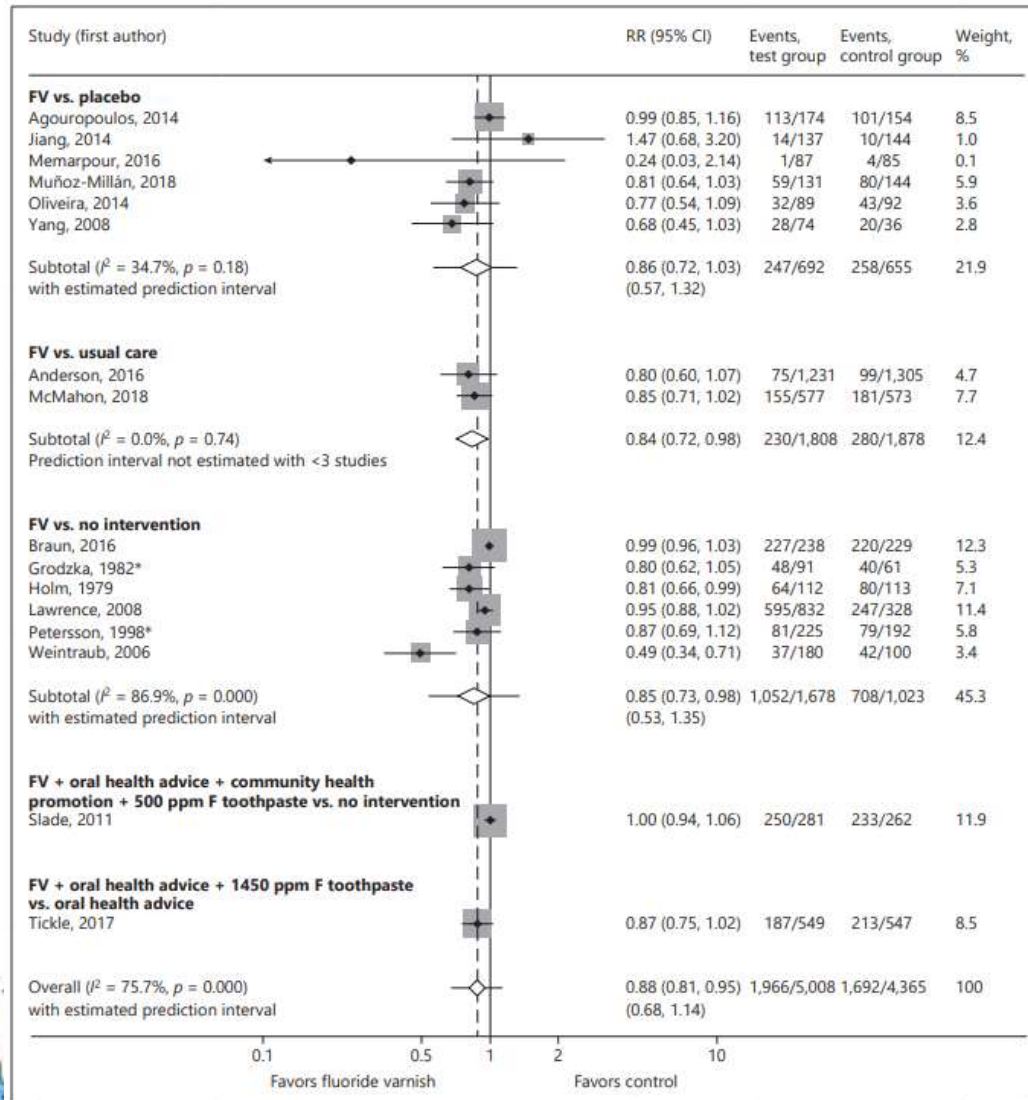 Study (first author) RR (95% CI) Events, Events, Weight,
test group control group %
FV vs. placebo
Agouropoulos, 2014 0.99 (0.85, 1.16) 113/174 101/154 8.5
Jiang, 2014 1.47 (0.68, 3.20) 14/137 10/144 1.0
Memarpour, 2016 0.24 (0.03, 2.14) 1/87 4/85 0.1
Muñoz-Millán, 2018 0.81 (0.64, 1.03) 59/131 80/144 5.9
Oliveira, 2014 0.77 (0.54, 1.09) 32/89 43/92 3.6
Yang, 2008 0.68 (0.45, 1.03) 28/74 20/36 2.8
Subtotal (I² = 34.7%, p = 0.18) 0.86 (0.72, 1.03) 247/692 258/655 21.9
with estimated prediction interval (0.57, 1.32)
FV vs. usual care
Anderson, 2016 0.80 (0.60, 1.07) 75/1,231 99/1,305 4.7
McMahon, 2018 0.85 (0.71, 1.02) 155/577 181/573 7.7
Subtotal (I² = 0.0%, p = 0.74) 0.84 (0.72, 0.98) 230/1,808 280/1,878 12.4
Prediction interval not estimated with <3 studies
FV vs. no intervention
Braun, 2016 0.99 (0.96, 1.03) 227/238 220/229 12.3
Grodzka, 1982* 0.80 (0.62, 1.05) 48/91 40/61 5.3
Holm, 1979 0.81 (0.66, 0.99) 64/112 80/113 7.1
Lawrence, 2008 0.95 (0.88, 1.02) 595/832 247/328 11.4
Petersson, 1998* 0.87 (0.69, 1.12) 81/225 79/192 5.8
Weintraub, 2006 0.49 (0.34, 0.71) 37/180 42/100 3.4
Subtotal (I² = 86.9%, p = 0.000) 0.85 (0.73, 0.98) 1,052/1,678 708/1,023 45.3
with estimated prediction interval (0.53, 1.35)
FV + oral health advice + community health
promotion + 500 ppm F toothpaste vs. no intervention
Slade, 2011 1.00 (0.94, 1.06) 250/281 233/262 11.9
FV + oral health advice + 1450 ppm F toothpaste
vs. oral health advice
Tickle, 2017 0.87 (0.75, 1.02) 187/549 213/547 8.5
Overall (I² = 75.7%, p = 0.000) 0.88 (0.81, 0.95) 1,966/5,008 1,692/4,365 100
with estimated prediction interval (0.68, 1.14)
0.1 0.5 1 2 10
Favors fluoride varnish Favors control